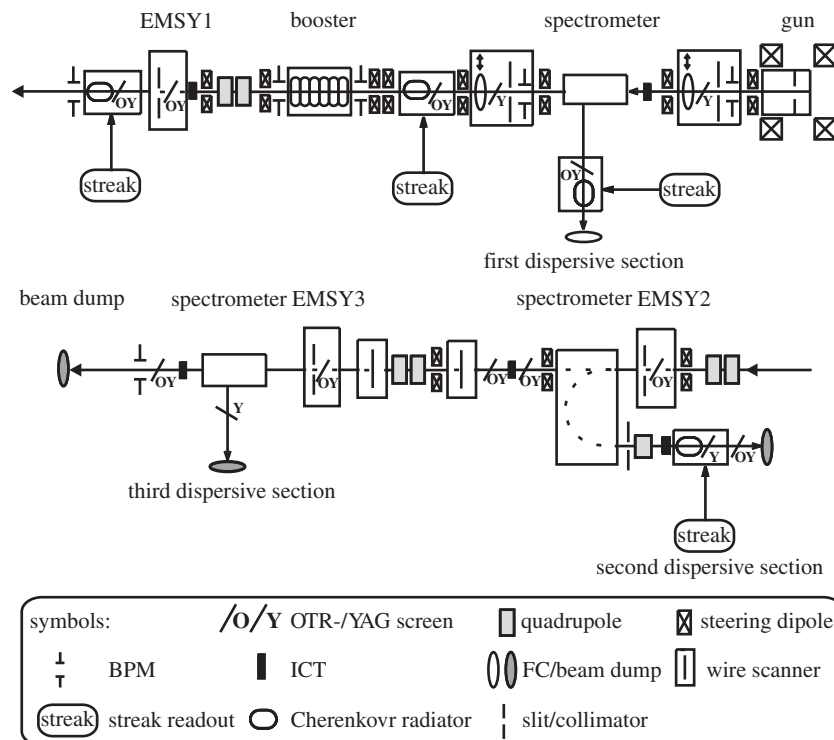 EMSY1 booster spectrometer gun
OY OY OY Y Y
streak streak OY streak
first dispersive section
beam dump spectrometer EMSY3 spectrometer EMSY2
OY OY OY OY OY
Y
Y OY
third dispersive section
streak
second dispersive section
symbols: /O/Y OTR-/YAG screen quadrupole steering dipole
BPM ICT FC/beam dump wire scanner
streak streak readout Cherenkovr radiator slit/collimator